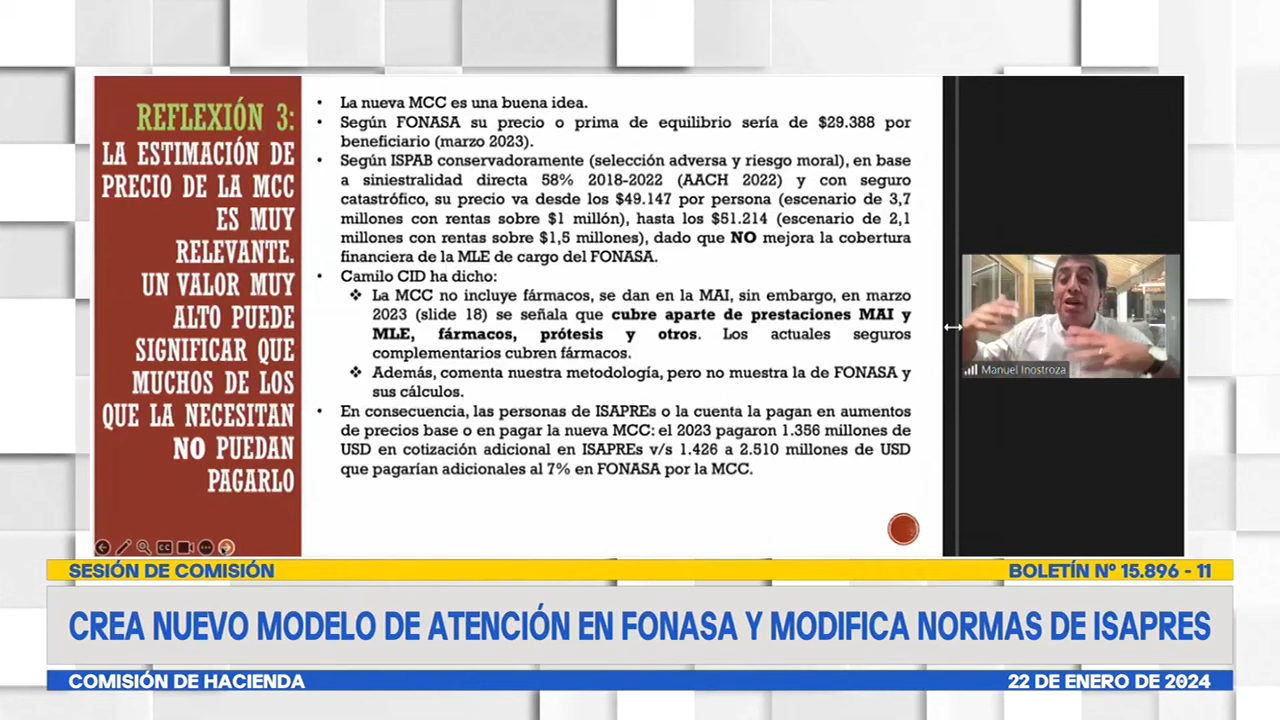 REFLEXIÓN 3:
LA ESTIMACIÓN DE
PRECIO DE LA MCC
ES MUY
RELEVANTE.
UN VALOR MUY
ALTO PUEDE
SIGNIFICAR QUE
MUCHOS DE LOS
QUE LA NECESITAN
NO PUEDAN
PAGARLO
• La nueva MCC es una buena idea.
• Según FONASA su precio o prima de equilibrio sería de $29.388 por
beneficiario (marzo 2023).
• Según ISPAB conservadoramente (selección adversa y riesgo moral), en base
a siniestralidad directa 58% 2018-2022 (AACH 2022) y con seguro
catastrófico, su precio va desde los $49.147 por persona (escenario de 3,7
millones con rentas sobre $1 millón), hasta los $51.214 (escenario de 2,1
millones con rentas sobre $1,5 millones), dado que NO mejora la cobertura
financiera de la MLE de cargo del FONASA.
• Camilo CID ha dicho:
❖ La MCC no incluye fármacos, se dan en la MAI, sin embargo, en marzo
2023 (slide 18) se señala que cubre aparte de prestaciones MAI y
MLE, fármacos, prótesis y otros. Los actuales seguros
complementarios cubren fármacos.
❖ Además, comenta nuestra metodología, pero no muestra la de FONASA y
sus cálculos.
• En consecuencia, las personas de ISAPREs o la cuenta la pagan en aumentos
de precios base o en pagar la nueva MCC: el 2023 pagaron 1.356 millones de
USD en cotización adicional en ISAPREs v/s 1.426 a 2.510 millones de USD
que pagarían adicionales al 7% en FONASA por la MCC.
CC
Manuel Inostroza
SESIÓN DE COMISIÓN
BOLETÍN Nº 15.896 - 11
CREA NUEVO MODELO DE ATENCIÓN EN FONASA Y MODIFICA NORMAS DE ISAPRES
COMISIÓN DE HACIENDA
22 DE ENERO DE 2024